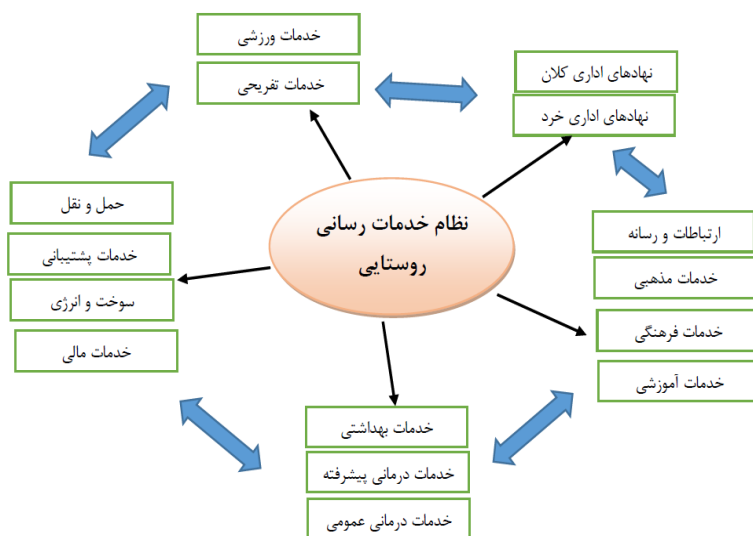 خدمات ورزشی
خدمات تفریحی
نهادهای اداری کلان
نهادهای اداری خرد
نظام خدمات رسانی
روستایی
ارتباطات و رسانه
خدمات مذهبی
خدمات فرهنگی
خدمات آموزشی
حمل و نقل
خدمات پشتیبانی
سوخت و انرژی
خدمات مالی
خدمات بهداشتی
خدمات درمانی پیشرفته
خدمات درمانی عمومی